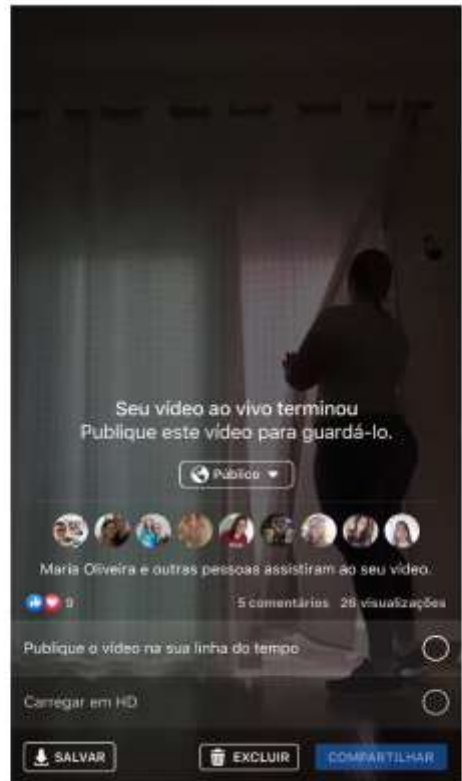 Seu vídeo ao vivo terminou
Publique este vídeo para guardá-lo.
Público
Maria Oliveira e outras pessoas assistiram ao seu vídeo.
9 5 comentários 26 visualizações
Publique o vídeo na sua linha do tempo
Carregar em HD
SALVAR EXCLUIR COMPARTILHAR